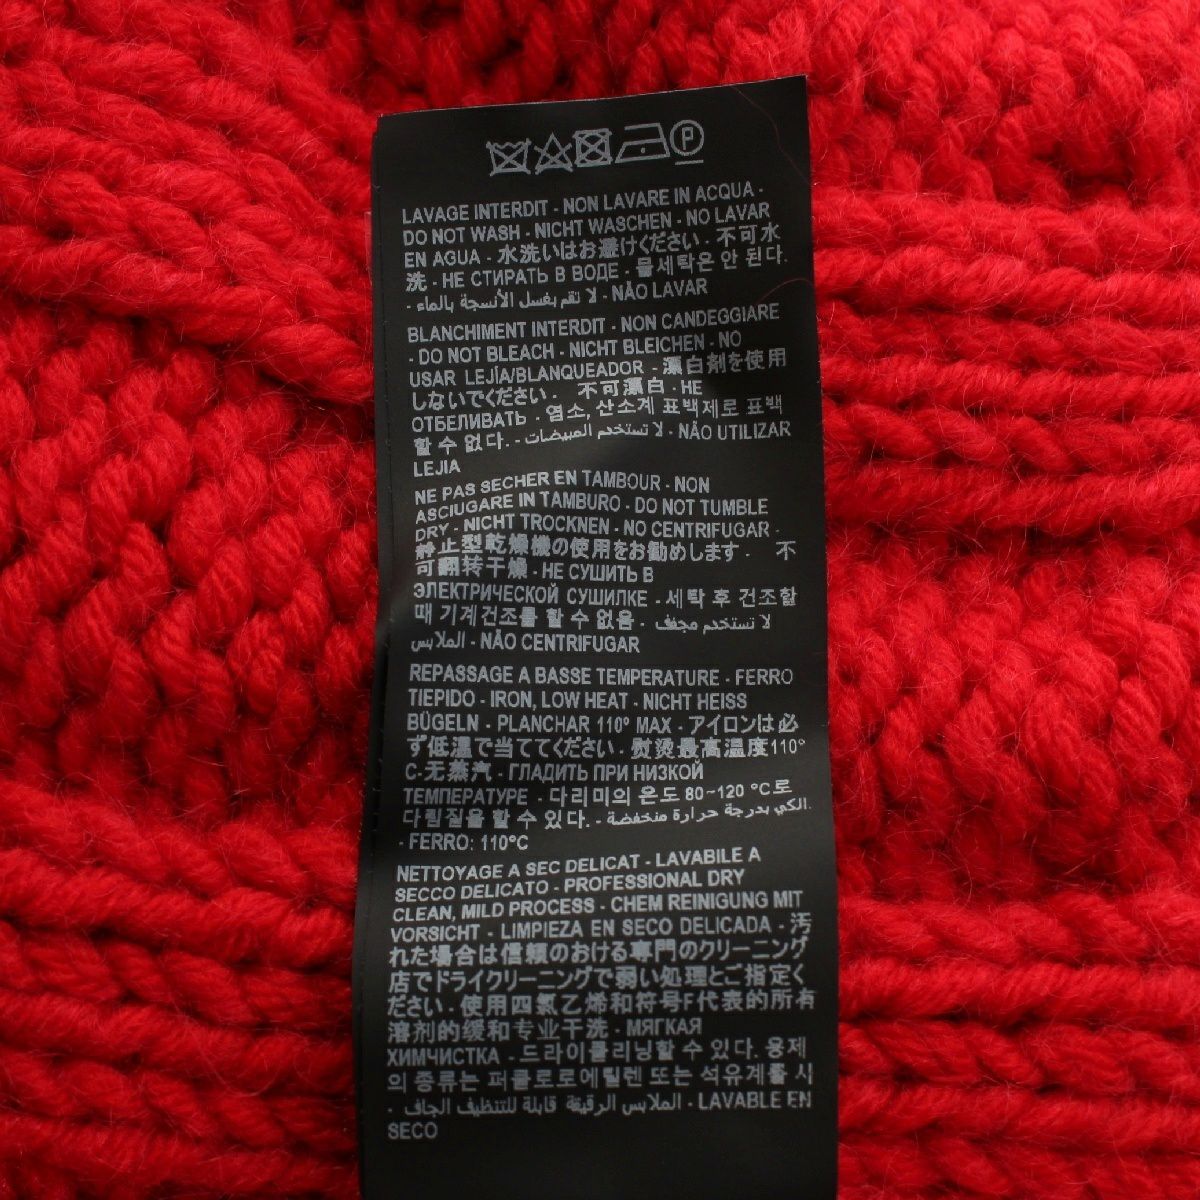 LAVAGE INTERDIT - NON LAVARE IN ACQUA -
DO NOT WASH - NICHT WASCHEN - NO LAVAR
EN AGUA - 水洗いはお避けください - 不可水
洗 - НЕ СТИРАТЬ В ВОДЕ - 물세탁은 안 된다.
- لا تقم بغسل الأنسجة بالماء - NÃO LAVAR
BLANCHIMENT INTERDIT - NON CANDEGGIARE
- DO NOT BLEACH - NICHT BLEICHEN - NO
USAR LEJÍA/BLANQUEADOR - 漂白剤を使用
しないでください. 不可漂白 - НЕ
ОТБЕЛИВАТЬ - 염소, 산소계 표백제로 표백
할 수 없다. - لا تستخدم المبيضات - NÃO UTILIZAR
LEJIA
NE PAS SECHER EN TAMBOUR - NON
ASCIUGARE IN TAMBURO - DO NOT TUMBLE
DRY - NICHT TROCKNEN - NO CENTRIFUGAR -
静止型乾燥機の使用をお勧めします - 不
可翻转干燥 - НЕ СУШИТЬ В
ЭЛЕКТРИЧЕСКОЙ СУШИЛКЕ - 세탁 후 건조할
때 기계건조를 할 수 없음 - لا تستخدم مجفف
الملابس - NÃO CENTRIFUGAR
REPASSAGE A BASSE TEMPERATURE - FERRO
TIEPIDO - IRON, LOW HEAT - NICHT HEISS
BÜGELN - PLANCHAR 110° MAX - アイロンは必
ず低温で当ててください - 熨烫最高温度110°
C-无蒸汽 - ГЛАДИТЬ ПРИ НИЗКОЙ
ТЕМПЕРАТУРЕ - 다리미의 온도 80~120 °C로
다림질을 할 수 있다. - الكي بدرجة حرارة منخفضة.
- FERRO: 110°C
NETTOYAGE A SEC DELICAT - LAVABILE A
SECCO DELICATO - PROFESSIONAL DRY
CLEAN, MILD PROCESS - CHEM REINIGUNG MIT
VORSICHT - LIMPIEZA EN SECO DELICADA - 汚
れた場合は信頼のおける専門のクリーニング
店でドライクリーニングで弱い処理とご指定く
ださい - 使用四氯乙烯和符号F代表的所有
溶剂的缓和专业干洗 - МЯГКАЯ
ХИМЧИСТКА - 드라이클리닝할 수 있다. 용제
의 종류는 퍼클로로에틸렌 또는 석유계를 시
- الملابس الرقيقة قابلة للتنظيف الجاف - LAVABLE EN
SECO